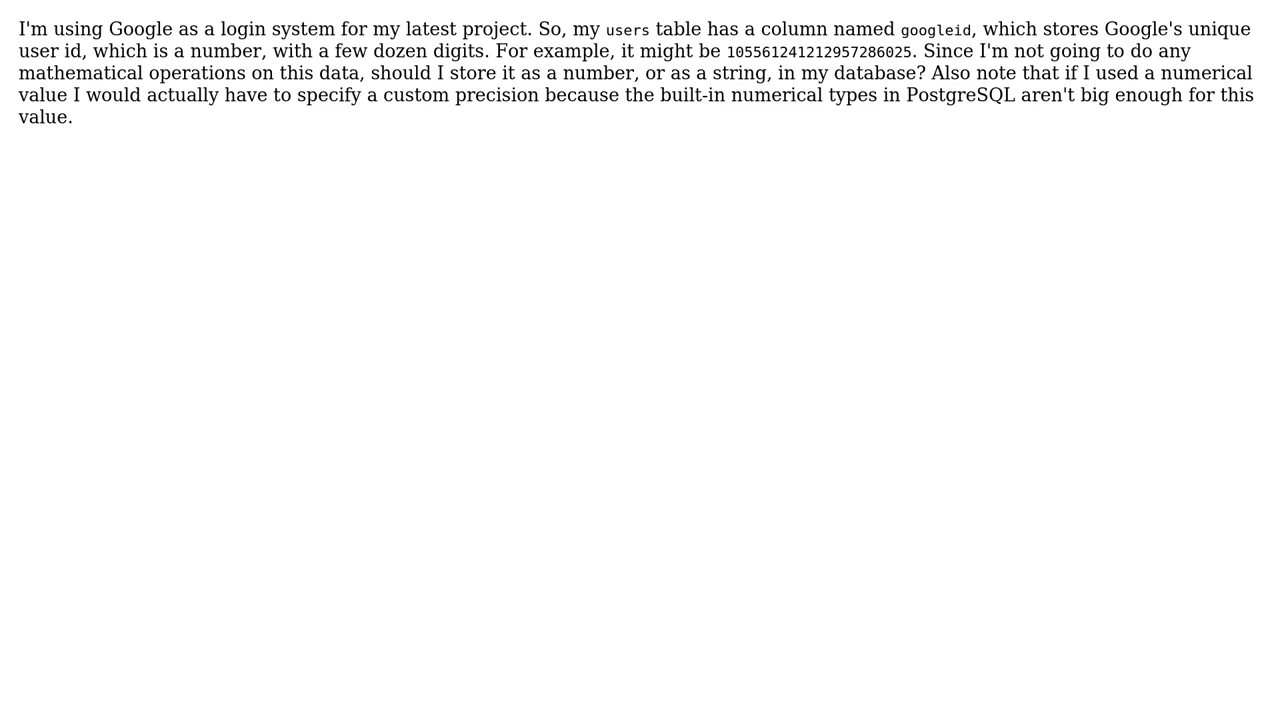 I'm using Google as a login system for my latest project. So, my users table has a column named googleid, which stores Google's unique
user id, which is a number, with a few dozen digits. For example, it might be 105561241212957286025. Since I'm not going to do any
mathematical operations on this data, should I store it as a number, or as a string, in my database? Also note that if I used a numerical
value I would actually have to specify a custom precision because the built-in numerical types in PostgreSQL aren't big enough for this
value.